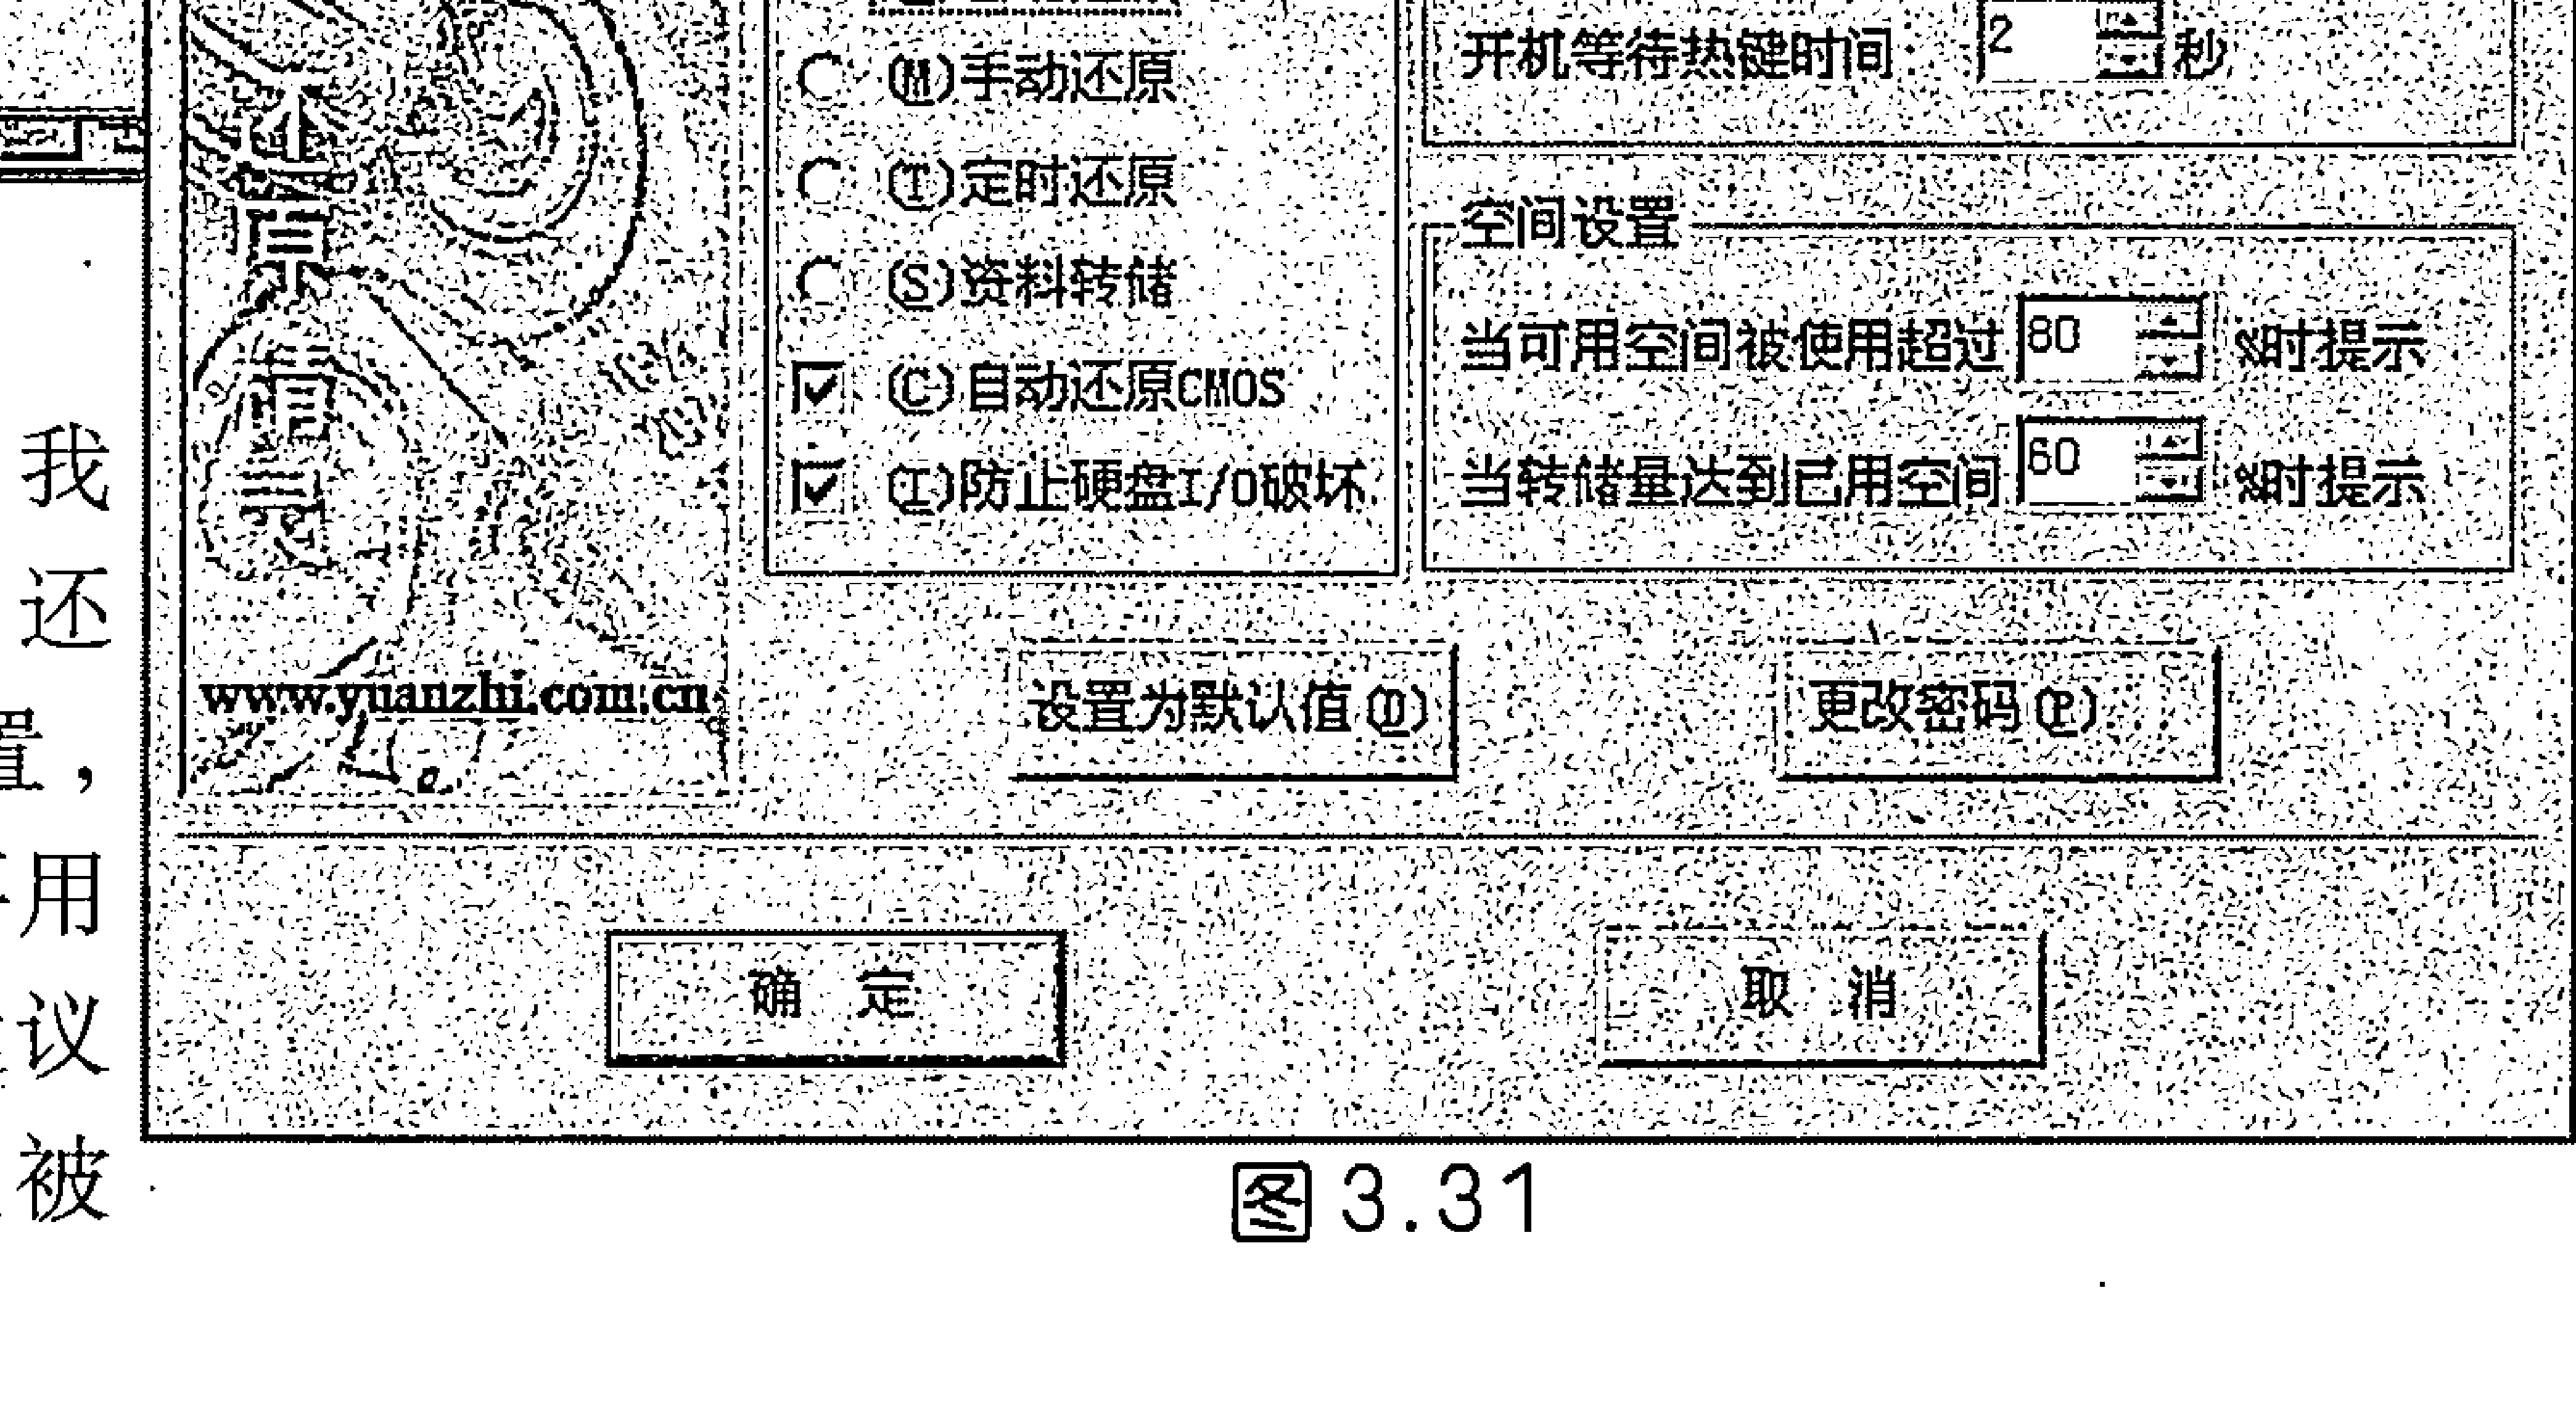 (M)手动还原
(T)定时还原
(S)资料转储
(C)自动还原CMOS
(I)防止硬盘I/O破坏
开机等待热键时间 2 秒
空间设置
当可用空间被使用超过 80 %时提示
当转储量达到已用空间 60 %时提示
www.yuanzhi.com.cn
设置为默认值(D)
更改密码(P)
确 定
取 消
我
还
置，
用
议
被
图3.31